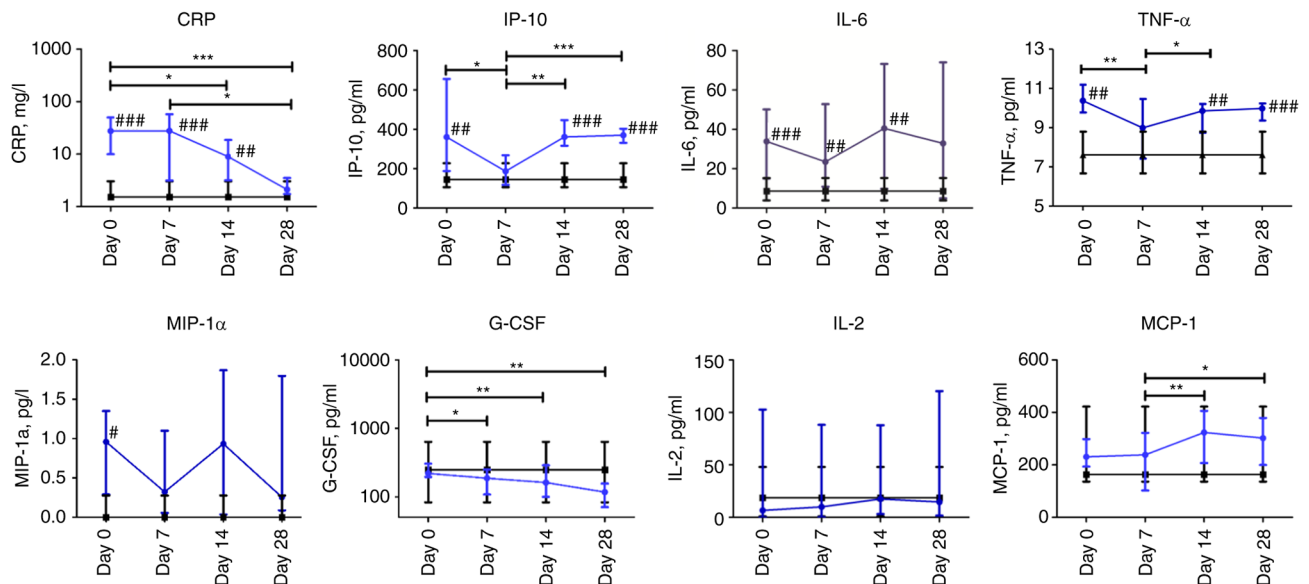 CRP
CRP, mg/l
1000
100
10
1
***
*
*
###
###
##
Day 0
Day 7
Day 14
Day 28
IP-10
IP-10, pg/ml
800
600
400
200
0
***
*
**
##
###
###
Day 0
Day 7
Day 14
Day 28
IL-6
IL-6, pg/ml
80
60
40
20
0
###
##
##
Day 0
Day 7
Day 14
Day 28
TNF-α
TNF-α, pg/ml
13
11
9
7
5
*
**
##
##
###
Day 0
Day 7
Day 14
Day 28
MIP-1α
MIP-1a, pg/l
2.0
1.5
1.0
0.5
0.0
#
Day 0
Day 7
Day 14
Day 28
G-CSF
G-CSF, pg/ml
10000
1000
100
**
**
*
Day 0
Day 7
Day 14
Day 28
IL-2
IL-2, pg/ml
150
100
50
0
Day 0
Day 7
Day 14
Day 28
MCP-1
MCP-1, pg/ml
600
400
200
0
*
**
Day 0
Day 7
Day 14
Day 28